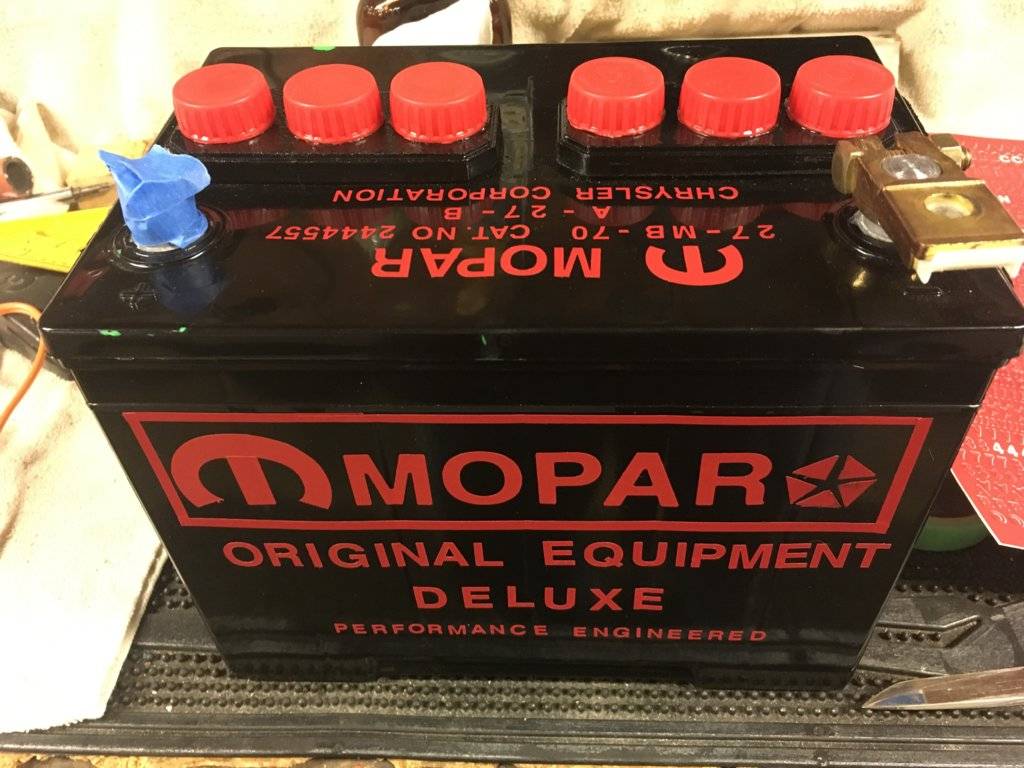 MOPAR
27-MB-70 CAT. NO 2444557
A-27-B
CHRYSLER CORPORATION
MOPAR
ORIGINAL EQUIPMENT
DELUXE
PERFORMANCE ENGINEERED